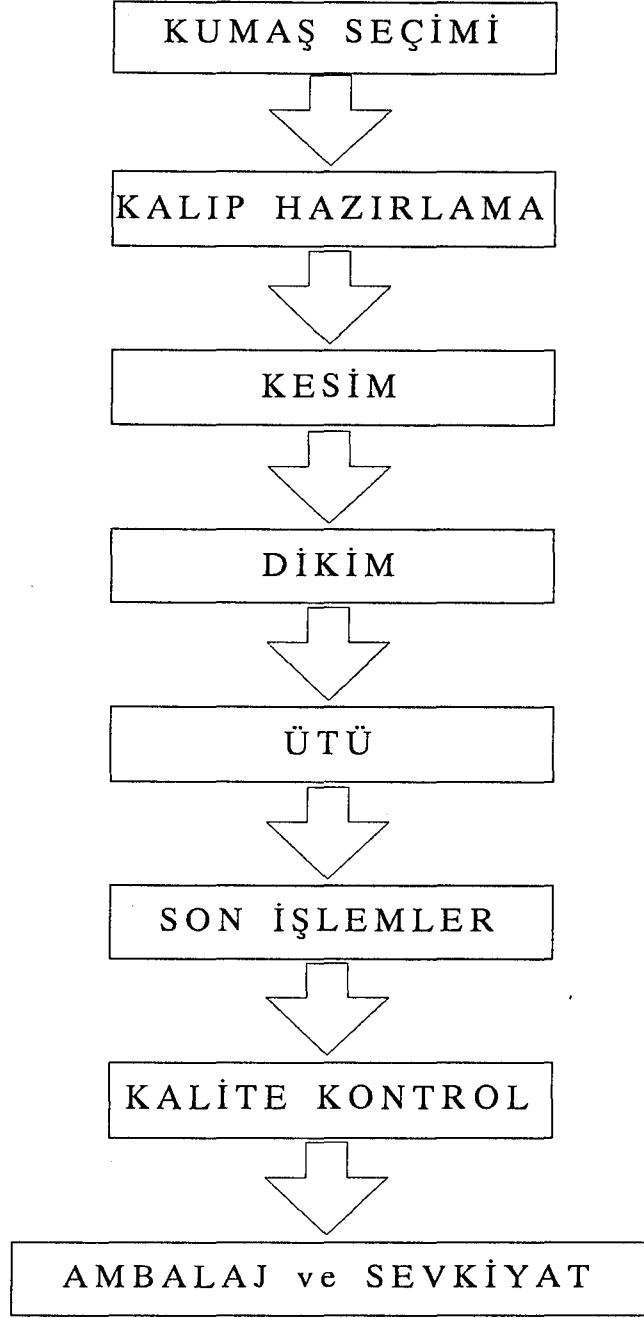 KUMAŞ SEÇİMİ
KALIP HAZIRLAMA
KESİM
DİKİM
ÜTÜ
SON İŞLEMLER
KALİTE KONTROL
AMBALAJ ve SEVKİYAT